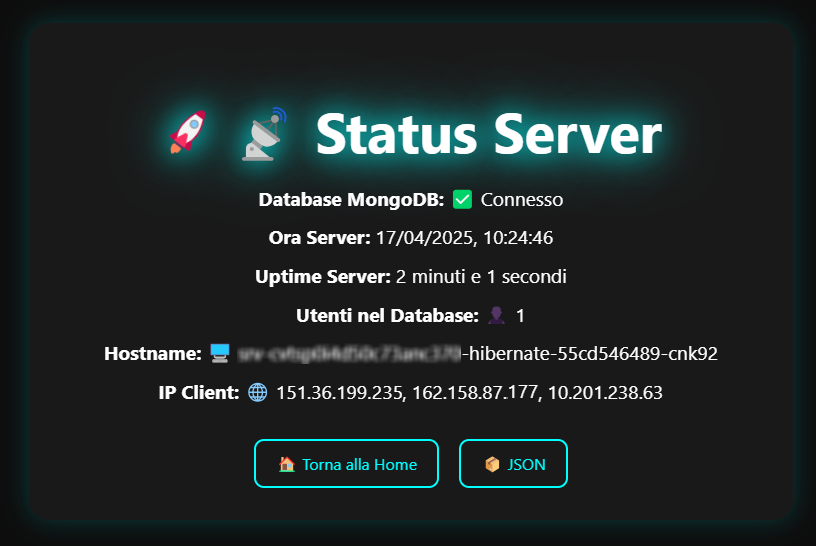 Status Server
Database MongoDB: ✅ Connesso
Ora Server: 17/04/2025, 10:24:46
Uptime Server: 2 minuti e 1 secondi
Utenti nel Database: 👤 1
Hostname: 🖥️ -hibernate-55cd546489-cnk92
IP Client: 🌐 151.36.199.235, 162.158.87.177, 10.201.238.63
🏠 Torna alla Home
📦 JSON